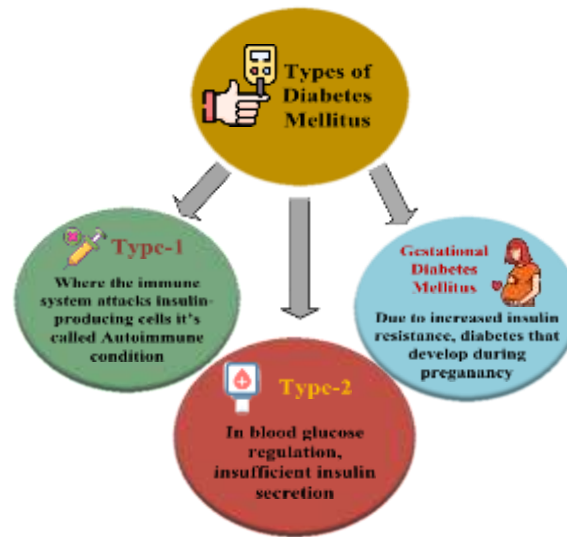 Types of
Diabetes
Mellitus
Type-1
Where the immune
system attacks insulin-
producing cells it's
called Autoimmune
condition
Gestational
Diabetes
Mellitus
Due to increased insulin
resistance, diabetes that
develop during
preganancy
Type-2
In blood glucose
regulation,
insufficient insulin
secretion